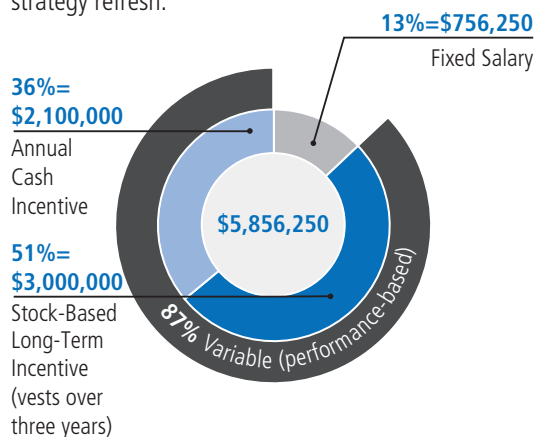 strategy refresh.
13%=$756,250
Fixed Salary
36%=
$2,100,000
Annual
Cash
Incentive
$5,856,250
51%=
$3,000,000
Stock-Based
Long-Term
Incentive
(vests over
three years)
87% Variable (performance-based)